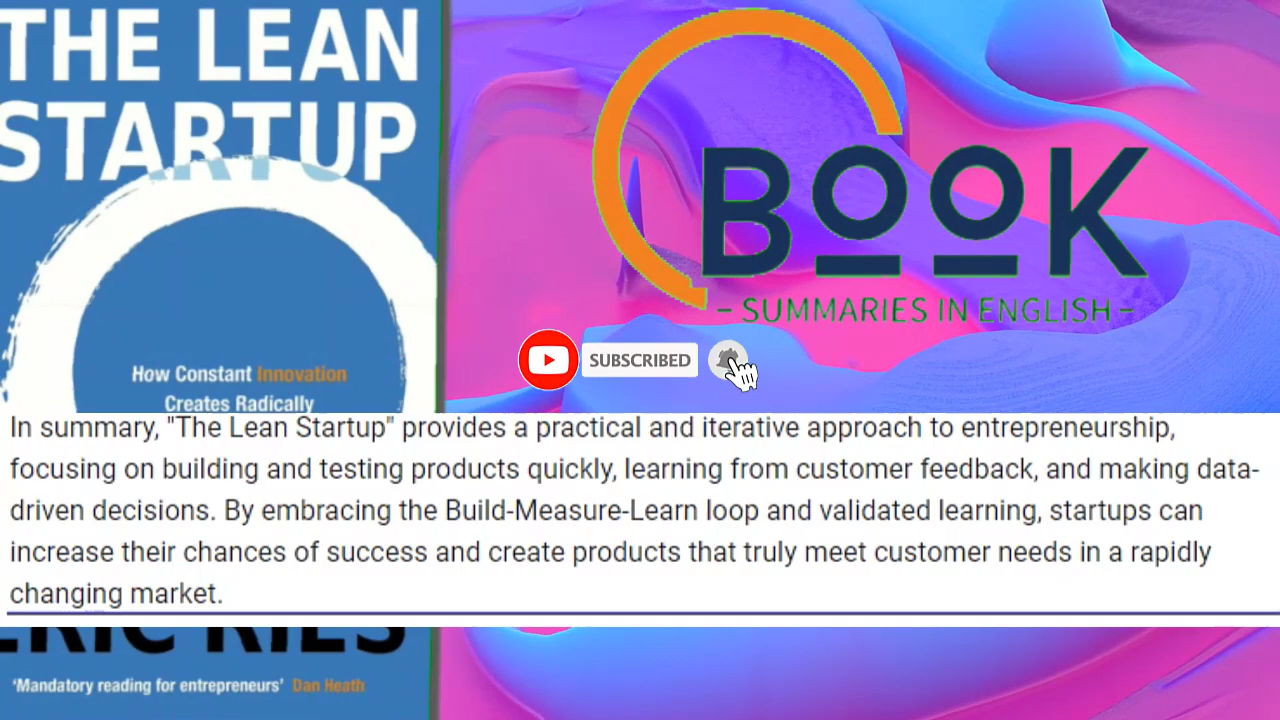 THE LEAN
STARTUP
How Constant Innovation
Creates Radically
BOOK
– SUMMARIES IN ENGLISH –
SUBSCRIBED
In summary, "The Lean Startup" provides a practical and iterative approach to entrepreneurship,
focusing on building and testing products quickly, learning from customer feedback, and making data-
driven decisions. By embracing the Build-Measure-Learn loop and validated learning, startups can
increase their chances of success and create products that truly meet customer needs in a rapidly
changing market.
ERIC RIES
'Mandatory reading for entrepreneurs' Dan Heath